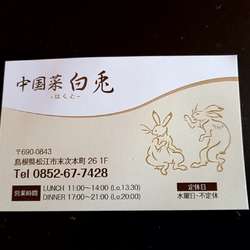 中国菜 白兎
-はくと-
〒690-0843
島根県松江市末次本町 26 1F
Tel 0852-67-7428
営業時間 LUNCH 11:00~14:00 (L.o.13:30)
DINNER 17:00~21:00 (L.o.20:00)
定休日
水曜日・不定休